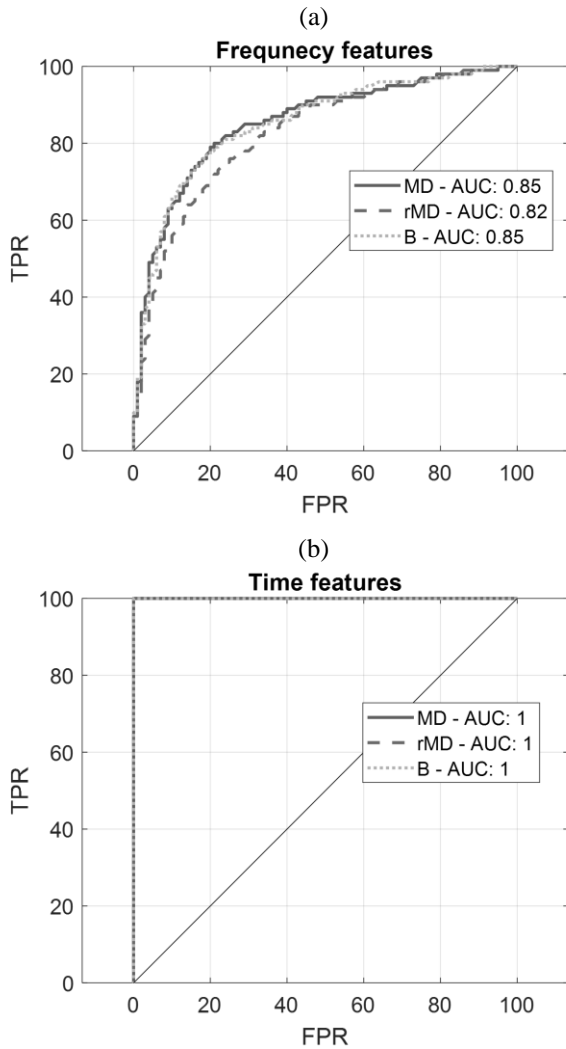 (a)
Frequnecy features
100
80
60
40
20
0
TPR
MD - AUC: 0.85
rMD - AUC: 0.82
B - AUC: 0.85
0 20 40 60 80 100
FPR
(b)
Time features
100
80
60
40
20
0
TPR
MD - AUC: 1
rMD - AUC: 1
B - AUC: 1
0 20 40 60 80 100
FPR